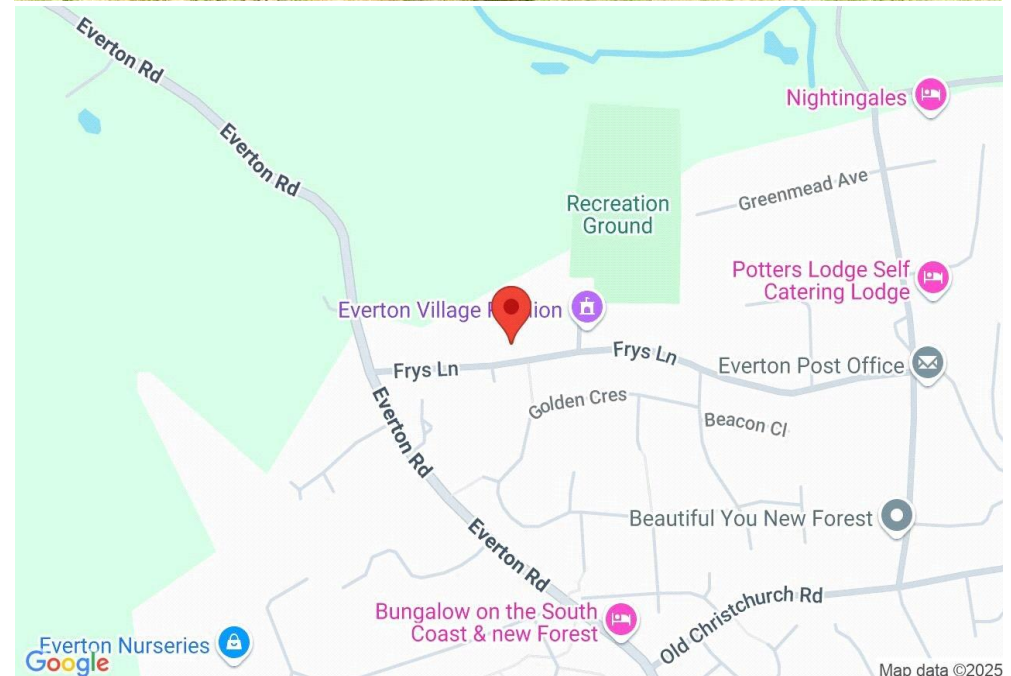 Everton Rd
Everton Rd
Nightingales
Greenmead Ave
Recreation
Ground
Potters Lodge Self
Catering Lodge
Everton Village
Frys Ln
Frys Ln
Everton Post Office
Golden Cres
Everton Rd
Beacon Cl
Beautiful You New Forest
Everton Rd
Old Christchurch Rd
Bungalow on the South
Coast & new Forest
Everton Nurseries
Google
Map data ©2025